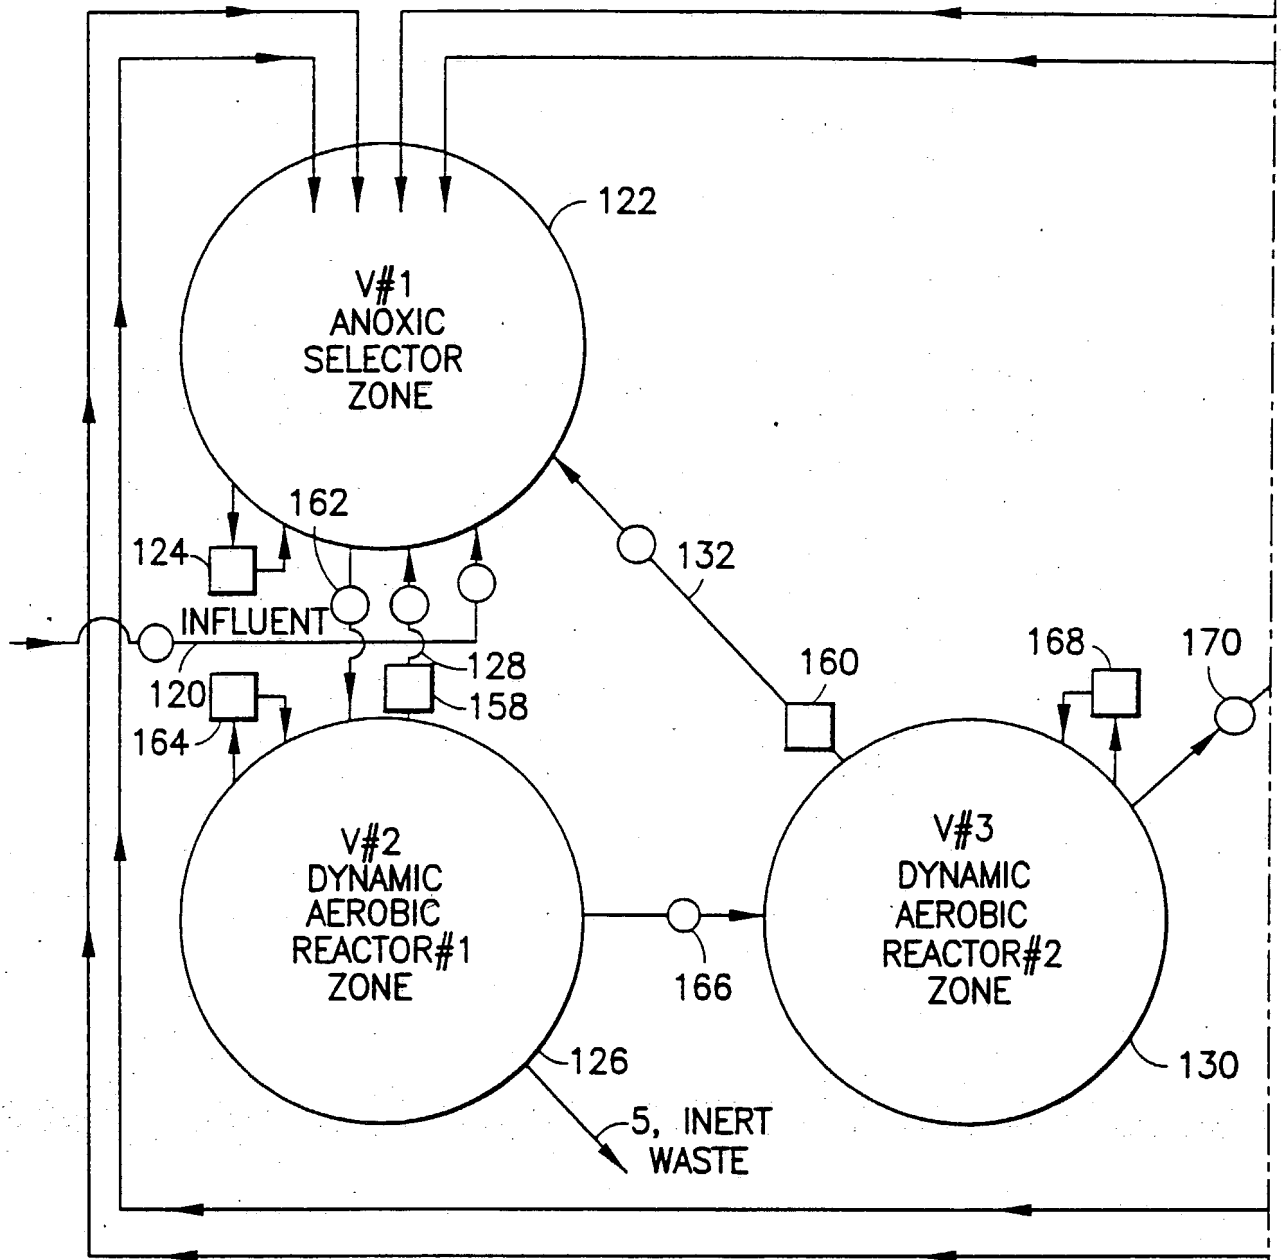 122
V#1
ANOXIC
SELECTOR
ZONE
162
124
132
INFLUENT
128
160
168
170
120
158
164
V#2
DYNAMIC
AEROBIC
REACTOR#1
ZONE
V#3
DYNAMIC
AEROBIC
REACTOR#2
ZONE
166
126
130
5, INERT
WASTE